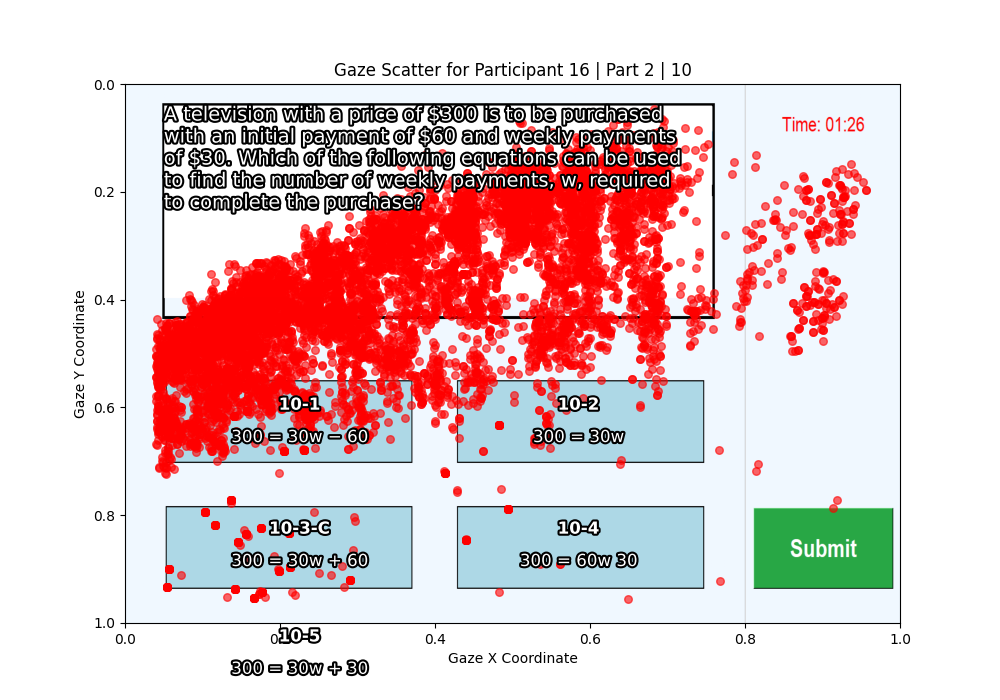 Gaze Scatter for Participant 16 | Part 2 | 10
A television with a price of $300 is to be purchased
with an initial payment of $60 and weekly payments
of $30. Which of the following equations can be used
to find the number of weekly payments, w, required
to complete the purchase?
Time: 01:26
10-1
300 = 30w − 60
10-2
300 = 30w
10-3-C
300 = 30w + 60
10-4
300 = 60w 30
Submit
10-5
300 = 30w + 30
Gaze X Coordinate
Gaze Y Coordinate
0.0
0.2
0.4
0.6
0.8
1.0
0.0
0.4
0.6
0.8
1.0